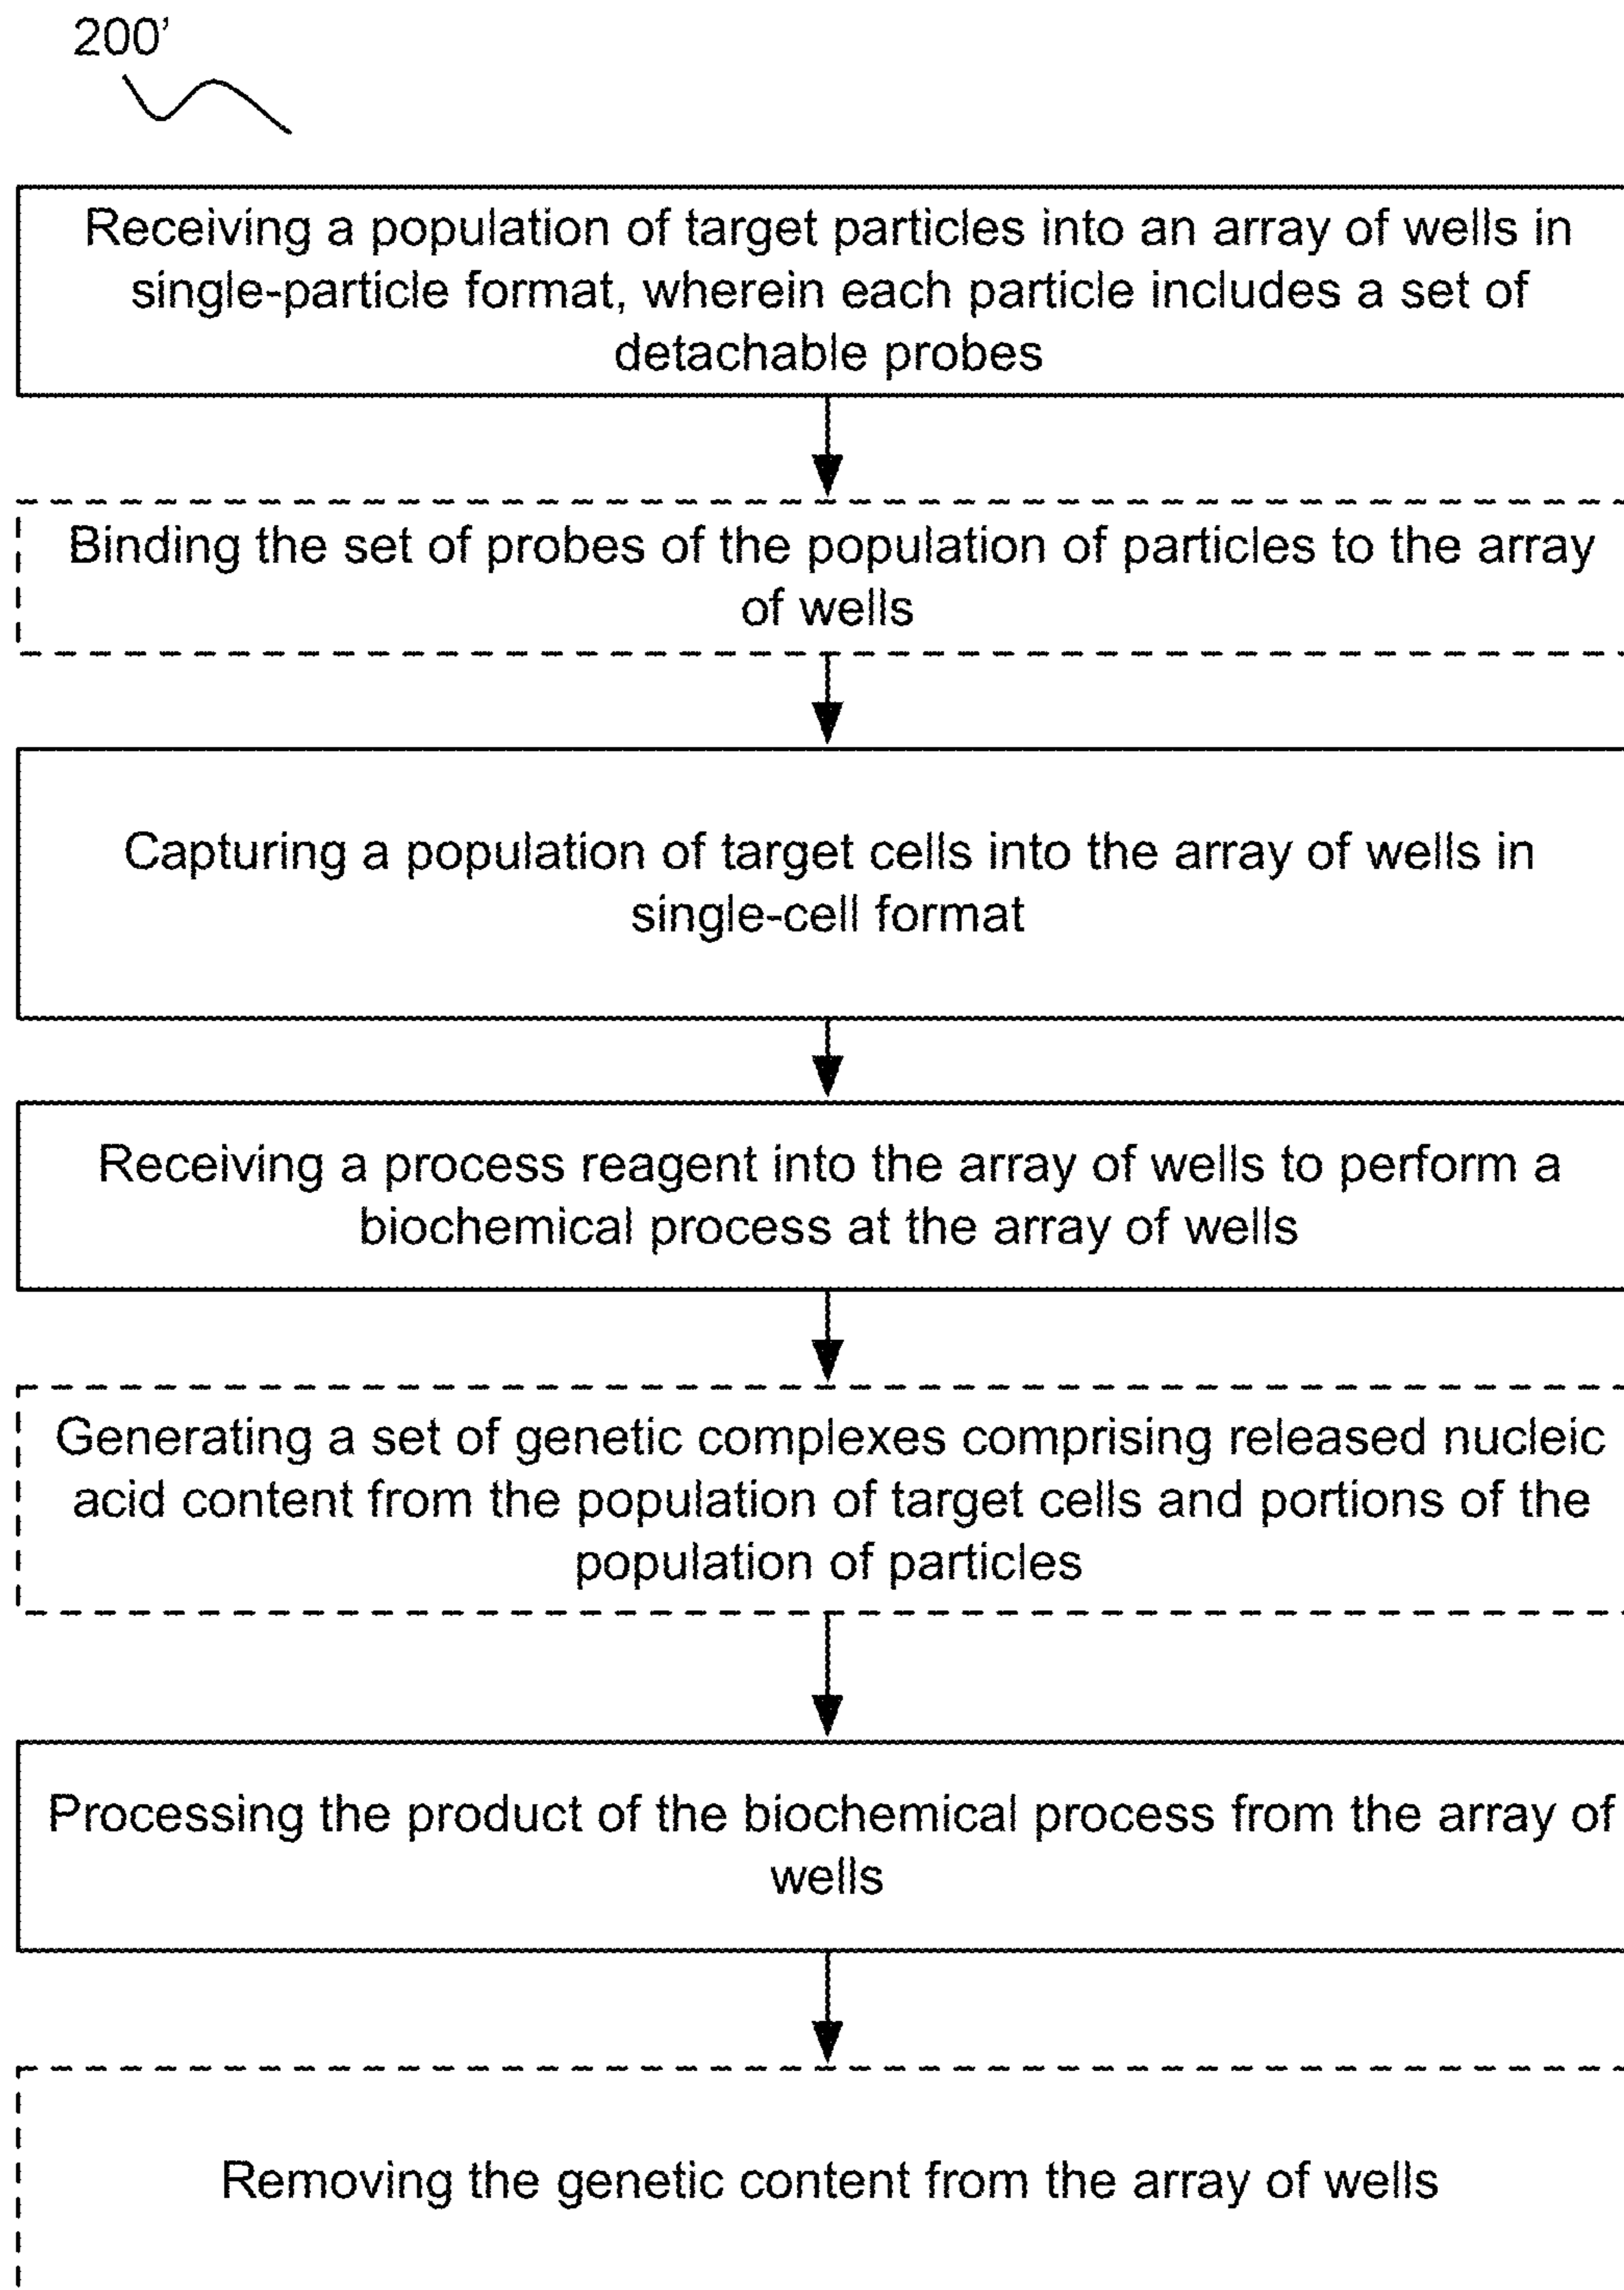 200’
Receiving a population of target particles into an array of wells in
single-particle format, wherein each particle includes a set of
detachable probes
Binding the set of probes of the population of particles to the array
of wells
Capturing a population of target cells into the array of wells in
single-cell format
Receiving a process reagent into the array of wells to perform a
biochemical process at the array of wells
Generating a set of genetic complexes comprising released nucleic
acid content from the population of target cells and portions of the
population of particles
Processing the product of the biochemical process from the array of
wells
Removing the genetic content from the array of wells